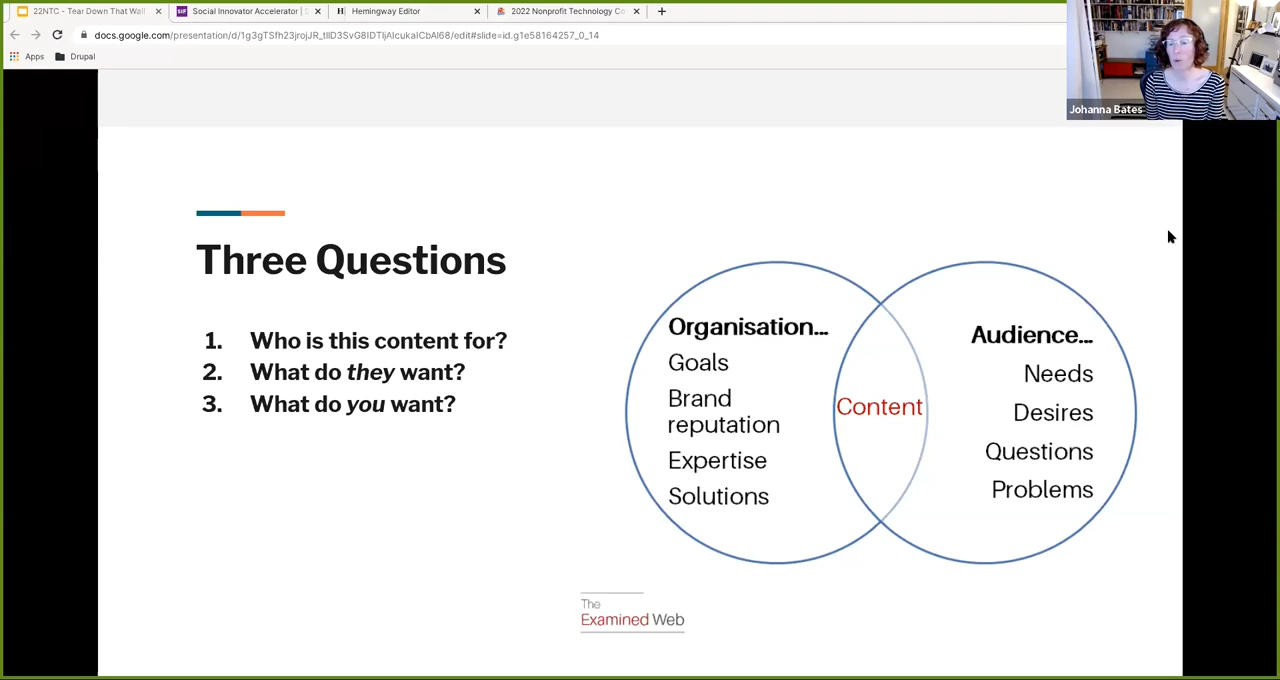 22NTC - Tear Down That Wall
Social Innovator Accelerator |
Hemingway Editor
2022 Nonprofit Technology Co
docs.google.com/presentation/d/1g3gTSfh23jrojJR_tllD3SvG8IDTIjAIcukaICbAl68/edit#slide=id.g1e58164257_0_14
Apps
Drupal
Johanna Bates
Three Questions
1. Who is this content for?
2. What do they want?
3. What do you want?
Organisation...
Goals
Brand
reputation
Expertise
Solutions
Content
Audience...
Needs
Desires
Questions
Problems
The
Examined Web